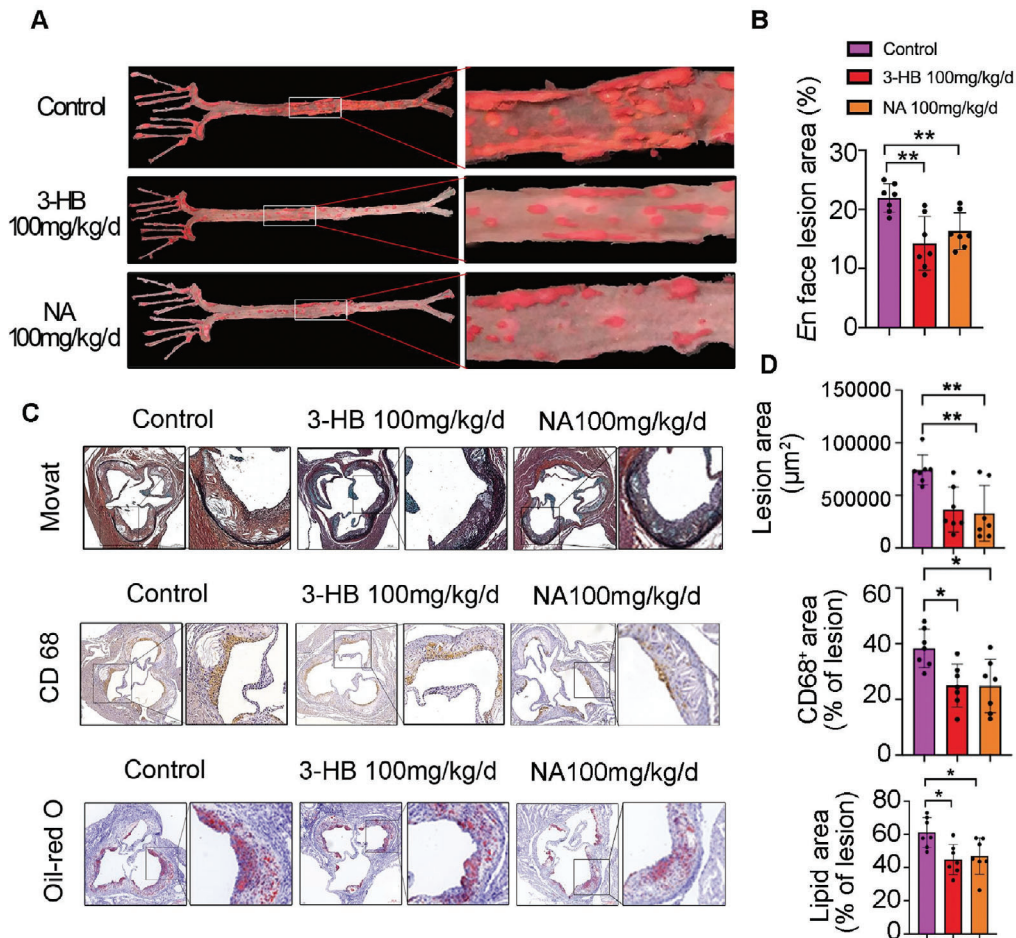 A
Control
3-HB
100mg/kg/d
NA
100mg/kg/d
B
Control
3-HB 100mg/kg/d
NA 100mg/kg/d
En face lesion area (%)
30
20
10
0
**
**
C
Control
3-HB 100mg/kg/d
NA100mg/kg/d
Movat
Control
3-HB 100mg/kg/d
NA100mg/kg/d
CD 68
Control
3-HB 100mg/kg/d
NA100mg/kg/d
Oil-red O
D
Lesion area
(μm²)
150000
100000
500000
0
**
**
CD68⁺ area
(% of lesion)
60
40
20
0
*
*
Lipid area
(% of lesion)
80
60
40
20
0
*
*